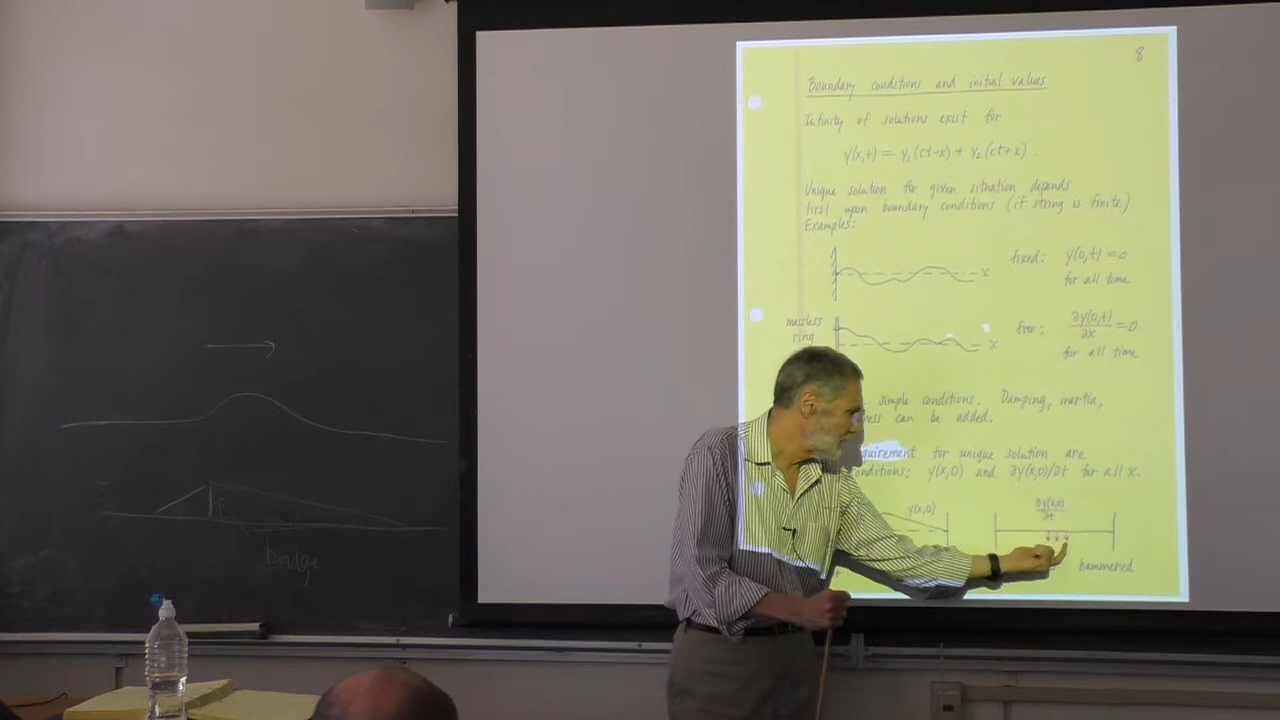 8
Boundary conditions and initial values
Infinity of solutions exist for
y(x,t) = y₁(ct-x) + y₂(ct+x).
Unique solution for given situation depends
first upon boundary conditions (if string is finite)
Examples:
x
fixed: y(0,t) = 0
for all time
massless
ring
x
free: ∂y(0,t)/∂x = 0
for all time
simple conditions. Damping, inertia,
ess can be added.
quirement for unique solution are
onditions: y(x,0) and ∂y(x,0)/∂t for all x.
y(x,0)
∂y(x,0)/∂t
hammered
bridge